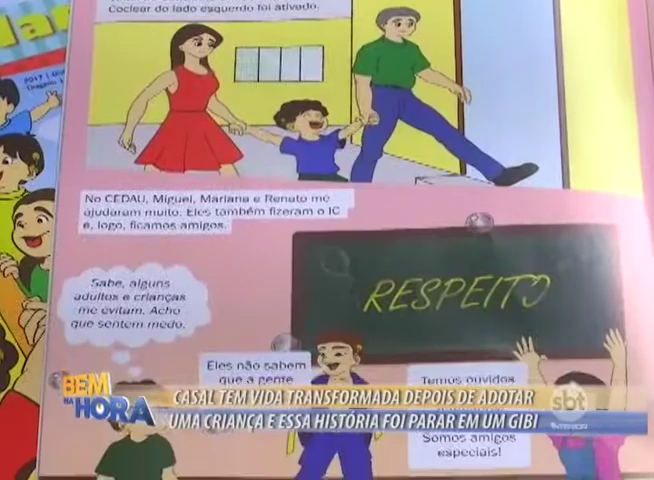 Coclear do lado esquerdo foi ativado.
2017
No CEDAU, Miguel, Mariana e Renato me
ajudaram muito. Eles também fizeram o IC
e, logo, ficamos amigos.
RESPEITO
Sabe, alguns
adultos e crianças
me evitam. Acho
que sentem medo.
Eles não sabem
que a gente
Temos ouvidos
Somos amigos
especiais!
BEM
NA HORA
CASAL TEM VIDA TRANSFORMADA DEPOIS DE ADOTAR
UMA CRIANÇA E ESSA HISTÓRIA FOI PARAR EM UM GIBI
sbt
INTERIOR